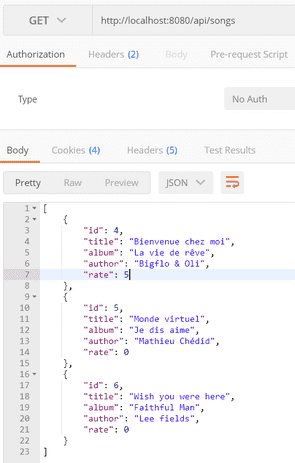 GET http://localhost:8080/api/songs
Authorization Headers (2) Body Pre-request Script
Type No Auth
Body Cookies (4) Headers (5) Test Results
Pretty Raw Preview JSON
1 [
2 {
3 "id": 4,
4 "title": "Bienvenue chez moi",
5 "album": "La vie de rêve",
6 "author": "Bigflo & Oli",
7 "rate": 5
8 },
9 {
10 "id": 5,
11 "title": "Monde virtuel",
12 "album": "Je dis aime",
13 "author": "Mathieu Chédid",
14 "rate": 0
15 },
16 {
17 "id": 6,
18 "title": "Wish you were here",
19 "album": "Faithful Man",
20 "author": "Lee fields",
21 "rate": 0
22 }
23 ]